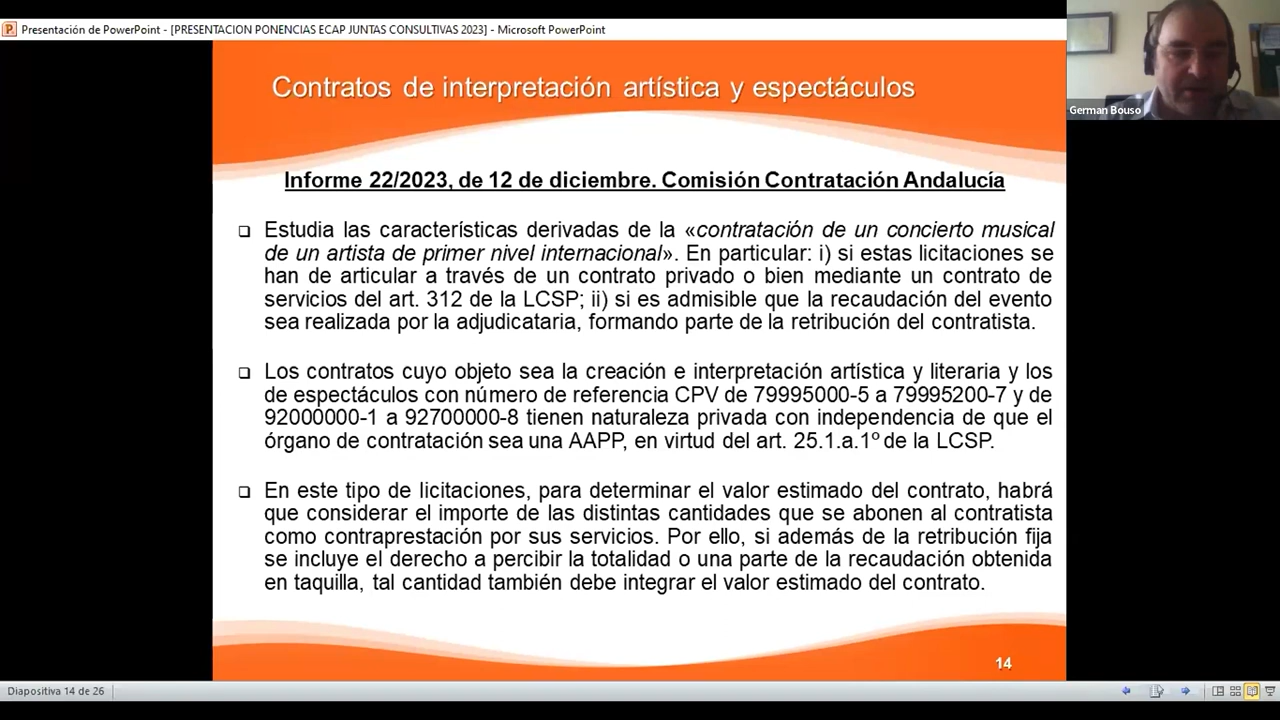 Presentación de PowerPoint - [PRESENTACION PONENCIAS ECAP JUNTAS CONSULTIVAS 2023] - Microsoft PowerPoint
German Bouso
Contratos de interpretación artística y espectáculos
Informe 22/2023, de 12 de diciembre. Comisión Contratación Andalucía
Estudia las características derivadas de la «contratación de un concierto musical
de un artista de primer nivel internacional». En particular: i) si estas licitaciones se
han de articular a través de un contrato privado o bien mediante un contrato de
servicios del art. 312 de la LCSP; ii) si es admisible que la recaudación del evento
sea realizada por la adjudicataria, formando parte de la retribución del contratista.
Los contratos cuyo objeto sea la creación e interpretación artística y literaria y los
de espectáculos con número de referencia CPV de 79995000-5 a 79995200-7 y de
92000000-1 a 92700000-8 tienen naturaleza privada con independencia de que el
órgano de contratación sea una AAPP, en virtud del art. 25.1.a.1º de la LCSP.
En este tipo de licitaciones, para determinar el valor estimado del contrato, habrá
que considerar el importe de las distintas cantidades que se abonen al contratista
como contraprestación por sus servicios. Por ello, si además de la retribución fija
se incluye el derecho a percibir la totalidad o una parte de la recaudación obtenida
en taquilla, tal cantidad también debe integrar el valor estimado del contrato.
14
Diapositiva 14 de 26